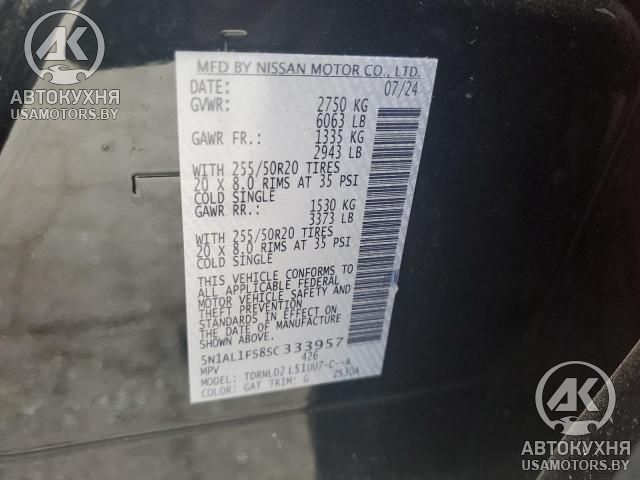 MFD BY NISSAN MOTOR CO., LTD.
DATE: 07/24
GVWR: 2750 KG
6063 LB
GAWR FR.: 1335 KG
2943 LB
WITH 255/50R20 TIRES
20 X 8.0 RIMS AT 35 PSI
COLD SINGLE
GAWR RR.: 1530 KG
3373 LB
WITH 255/50R20 TIRES
20 X 8.0 RIMS AT 35 PSI
COLD SINGLE
THIS VEHICLE CONFORMS TO
ALL APPLICABLE FEDERAL
MOTOR VEHICLE SAFETY AND
THEFT PREVENTION
STANDARDS IN EFFECT ON
THE DATE OF MANUFACTURE
SHOWN ABOVE.
5N1AL1FS8SC333957
MPV 426
MODEL: TDRNLD2 L51UU7-C--A
COLOR: GAT TRIM: G 2530A
АВТОКУХНЯ
USAMOTORS.BY
АВТОКУХНЯ
USAMOTORS.BY